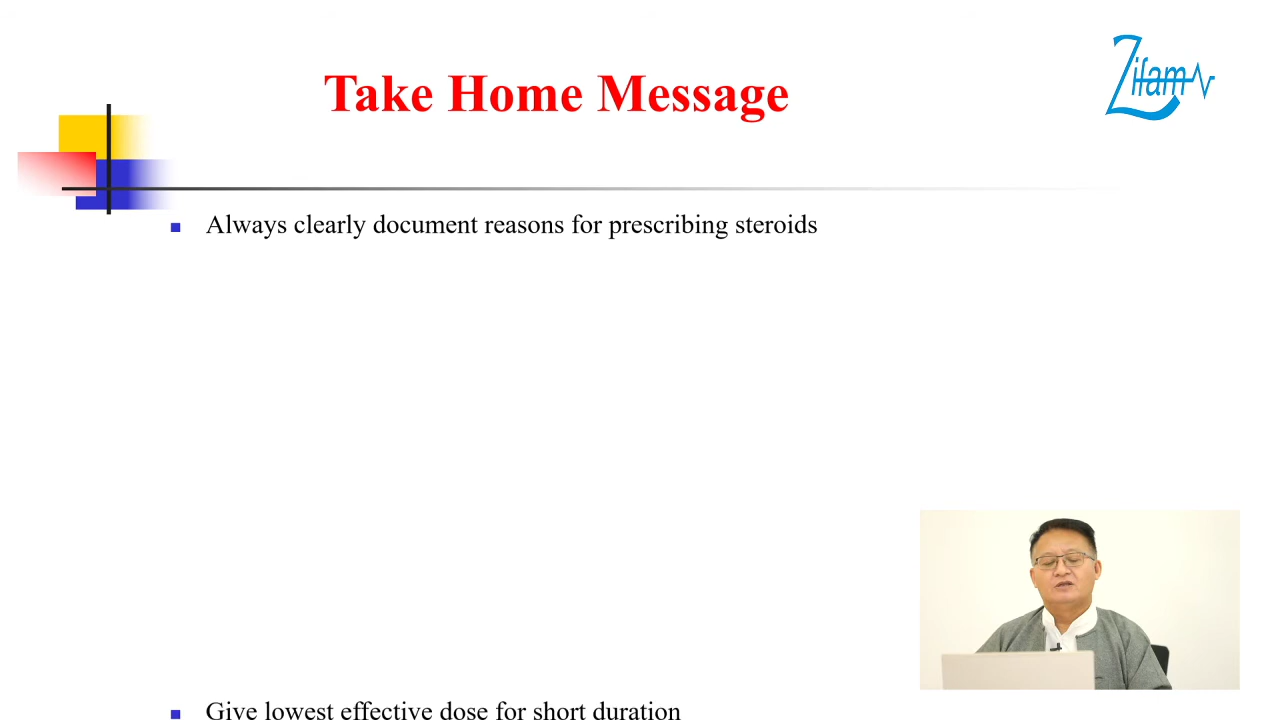 Take Home Message
Zifam
Always clearly document reasons for prescribing steroids
Give lowest effective dose for short duration